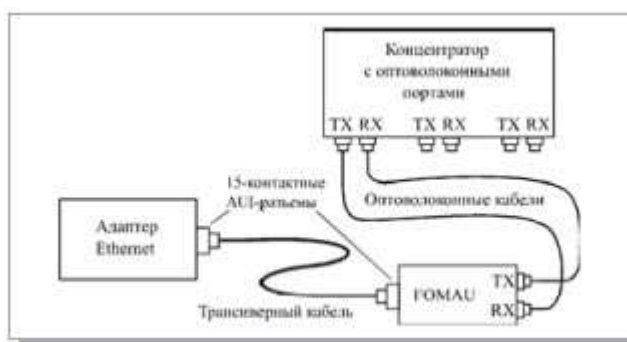 Концентратор
с оптоволоконными
портами
TX RX TX RX TX RX
15-контактные
AUI-разъемы
Оптоволоконные кабели
Адаптер
Ethernet
TX
FOMAU
RX
Трансиверный кабель